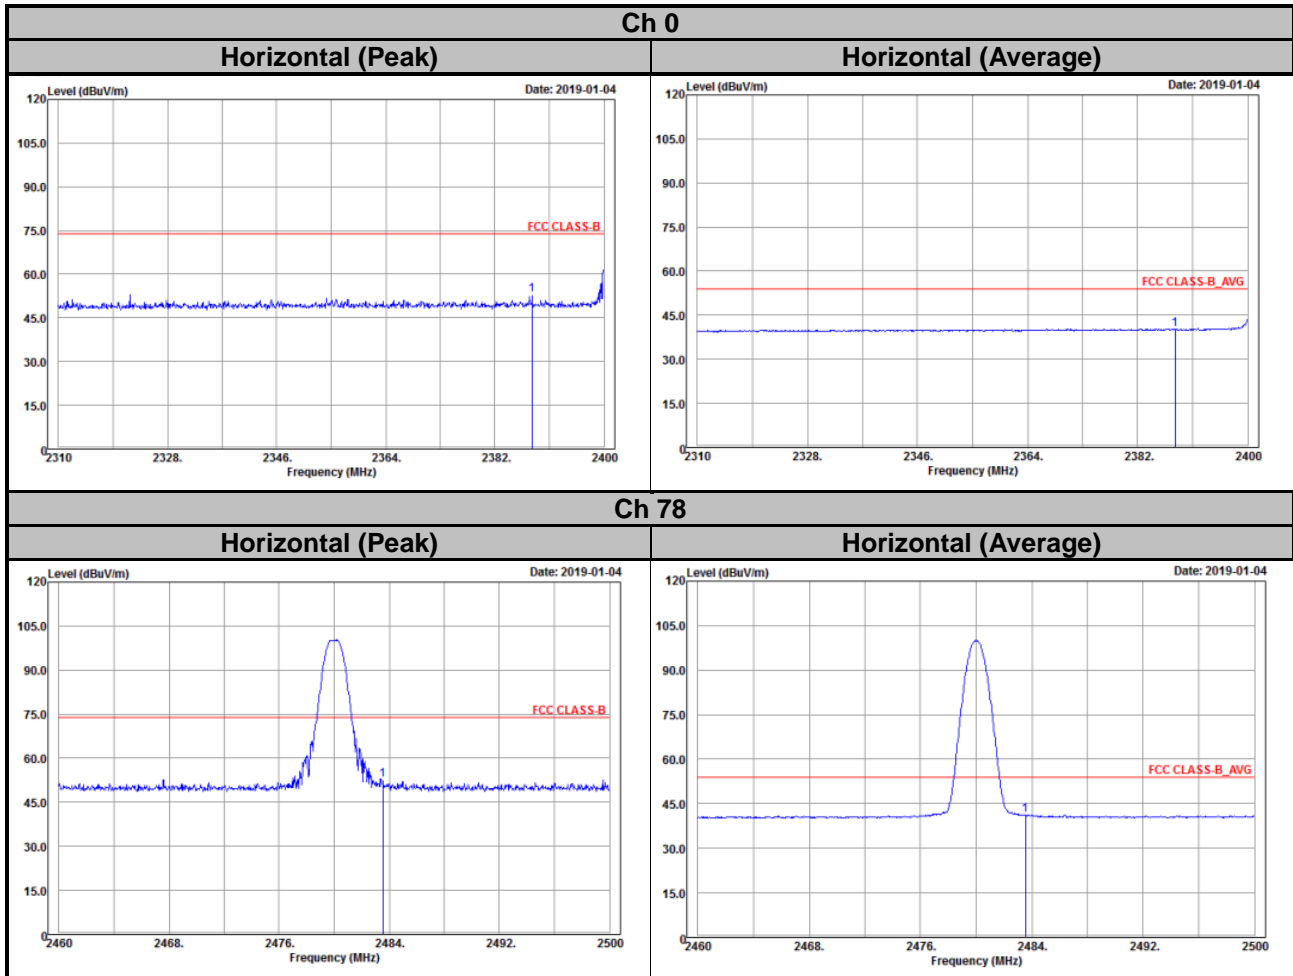 Ch 0
Horizontal (Peak)
Horizontal (Average)
Level (dBuV/m)
Date: 2019-01-04
120
105.0
90.0
75.0
60.0
45.0
30.0
15.0
0
FCC CLASS-B
1
2310
2328.
2346.
2364.
2382.
2400
Frequency (MHz)
Level (dBuV/m)
Date: 2019-01-04
120
105.0
90.0
75.0
60.0
45.0
30.0
15.0
0
FCC CLASS-B_AVG
1
2310
2328.
2346.
2364.
2382.
2400
Frequency (MHz)
Ch 78
Horizontal (Peak)
Horizontal (Average)
Level (dBuV/m)
Date: 2019-01-04
120
105.0
90.0
75.0
60.0
45.0
30.0
15.0
0
FCC CLASS-B
1
2460
2468.
2476.
2484.
2492.
2500
Frequency (MHz)
Level (dBuV/m)
Date: 2019-01-04
120
105.0
90.0
75.0
60.0
45.0
30.0
15.0
0
FCC CLASS-B_AVG
1
2460
2468.
2476.
2484.
2492.
2500
Frequency (MHz)